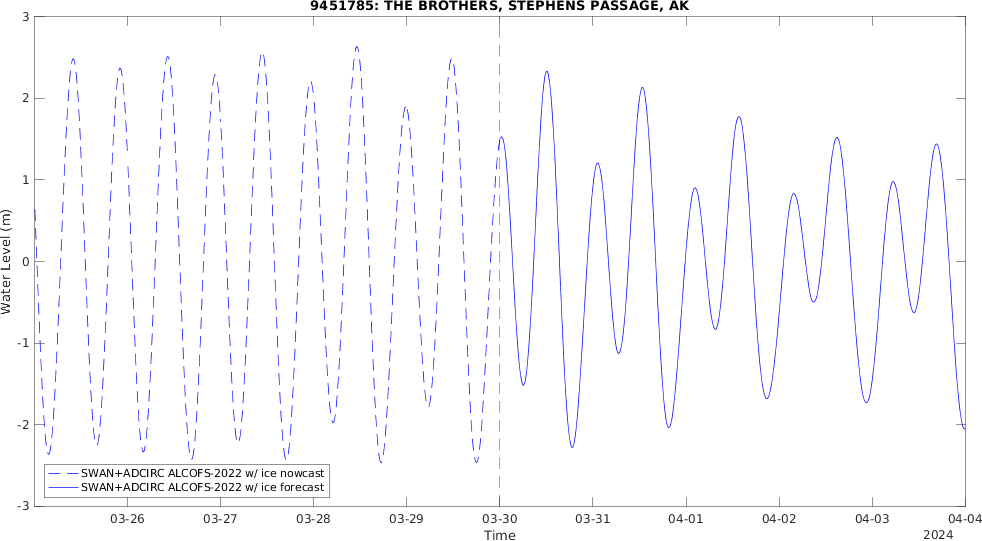 9451785: THE BROTHERS, STEPHENS PASSAGE, AK
3
2
1
0
-1
-2
-3
Water Level (m)
SWAN+ADCIRC ALCOFS-2022 w/ ice nowcast
SWAN+ADCIRC ALCOFS-2022 w/ ice forecast
03-26 03-27 03-28 03-29 03-30 03-31 04-01 04-02 04-03 04-04
Time
2024